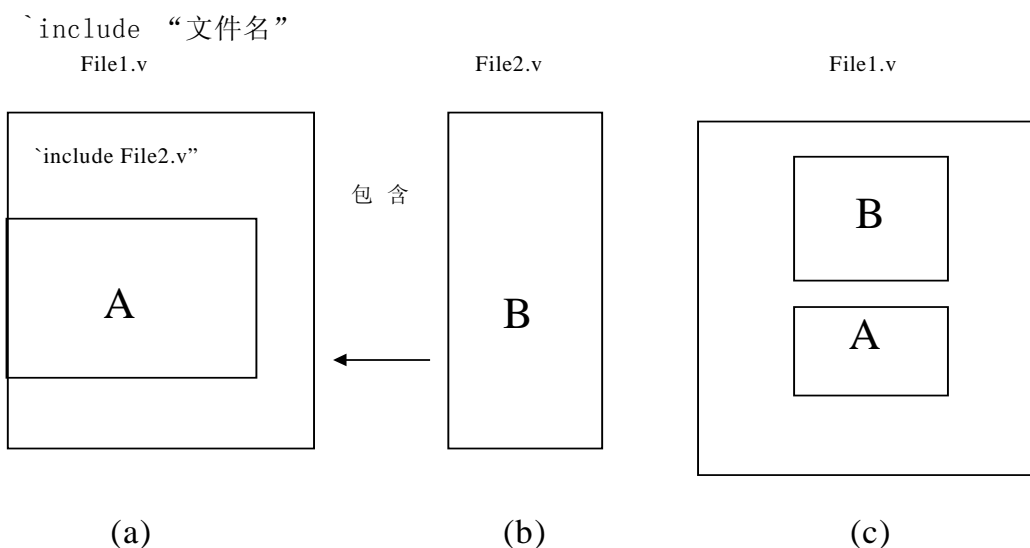 `include “文件名”
File1.v File2.v File1.v
`include File2.v”
包 含
A
B
B
A
(a) (b) (c)